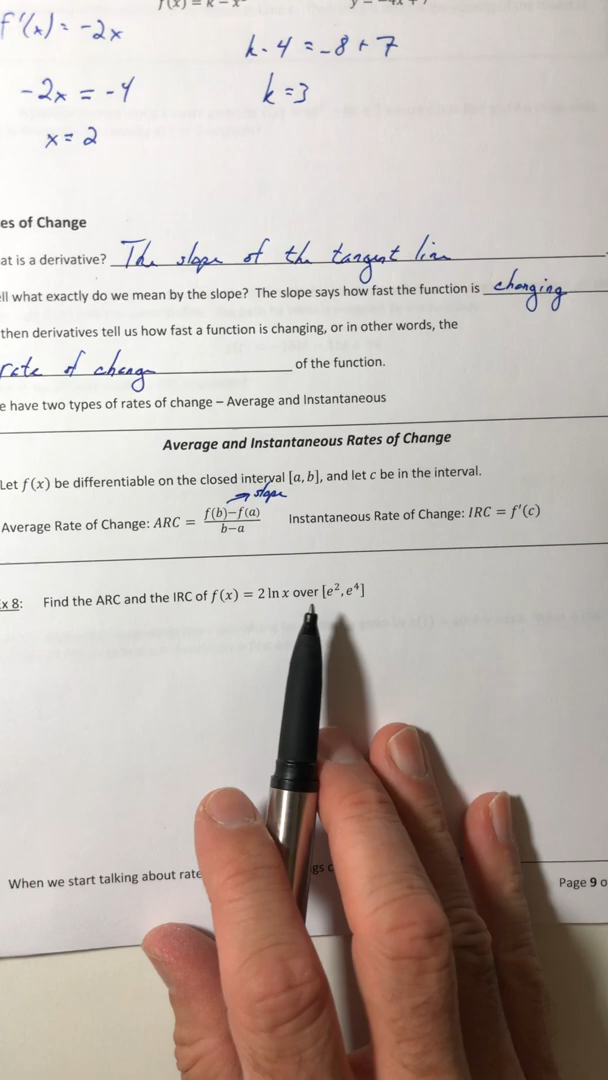 f'(x) = -2x
k - 4 = -8 + 7
-2x = -4
k = 3
x = 2
es of Change
at is a derivative? The slope of the tangent line
ll what exactly do we mean by the slope? The slope says how fast the function is changing
then derivatives tell us how fast a function is changing, or in other words, the
rate of change of the function.
e have two types of rates of change – Average and Instantaneous
Average and Instantaneous Rates of Change
Let f(x) be differentiable on the closed interval [a, b], and let c be in the interval.
→ slope
Average Rate of Change: ARC = f(b)−f(a) / b−a Instantaneous Rate of Change: IRC = f'(c)
x 8: Find the ARC and the IRC of f(x) = 2 ln x over [e², e⁴]
When we start talking about rate gs c
Page 9 o